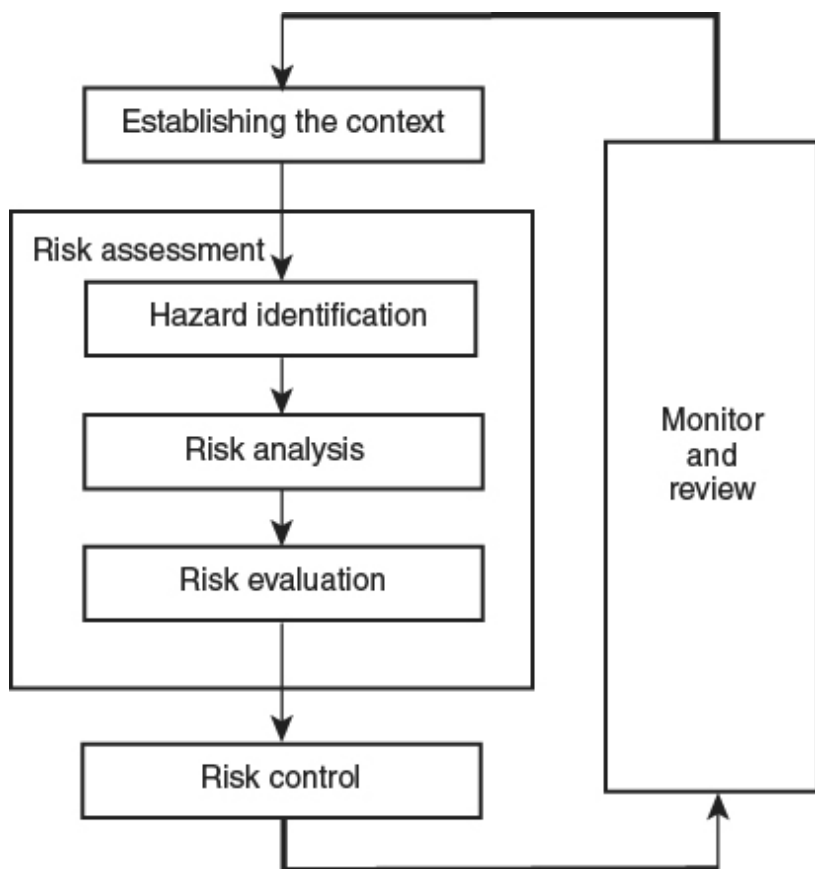 Establishing the context
Risk assessment
Hazard identification
Risk analysis
Risk evaluation
Risk control
Monitor
and
review